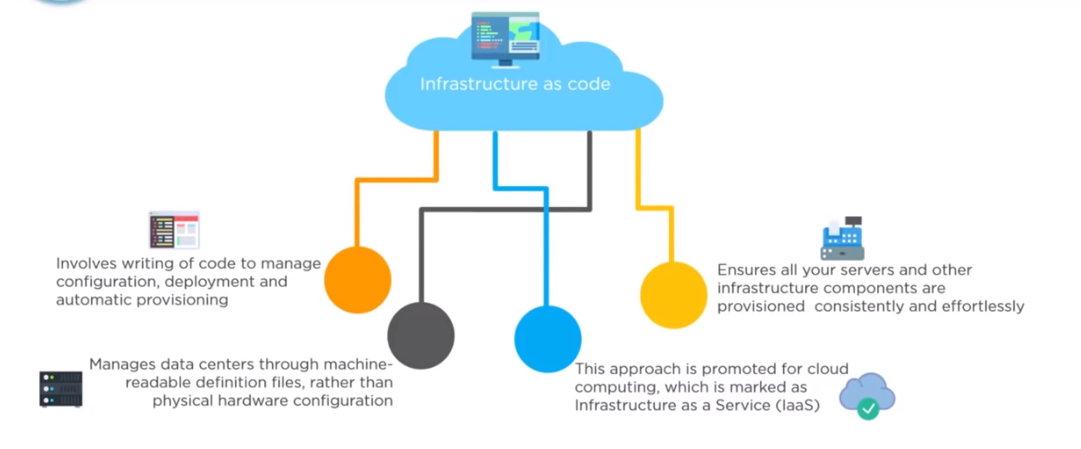 Infrastructure as code
Involves writing of code to manage
configuration, deployment and
automatic provisioning
Manages data centers through machine-
readable definition files, rather than
physical hardware configuration
This approach is promoted for cloud
computing, which is marked as
Infrastructure as a Service (IaaS)
Ensures all your servers and other
infrastructure components are
provisioned consistently and effortlessly